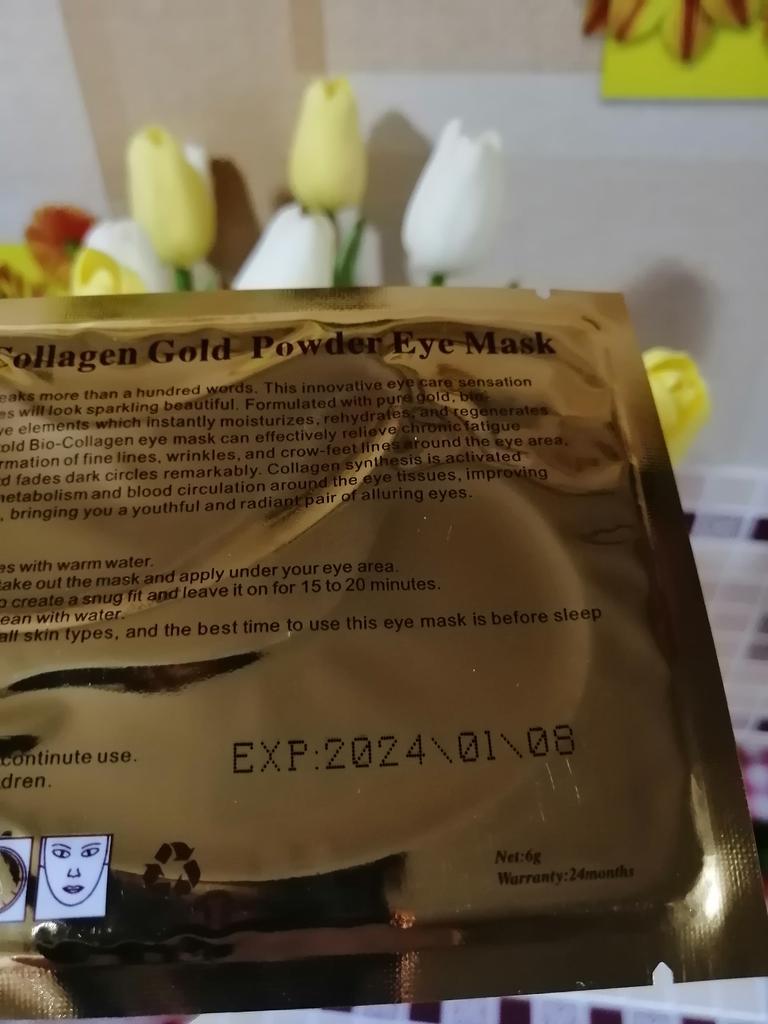 Collagen Gold Powder Eye Mask
eaks more than a hundred words. This innovative eye care sensation
es will look sparkling beautiful. Formulated with pure gold, bio-
ye elements which instantly moisturizes, rehydrates, and regenerates
old Bio-Collagen eye mask can effectively relieve chronic fatigue
rmation of fine lines, wrinkles, and crow-feet lines around the eye area,
d fades dark circles remarkably. Collagen synthesis is activated
metabolism and blood circulation around the eye tissues, improving
, bringing you a youthful and radiant pair of alluring eyes.
es with warm water.
take out the mask and apply under your eye area.
o create a snug fit and leave it on for 15 to 20 minutes.
ean with water.
all skin types, and the best time to use this eye mask is before sleep
continute use.
dren.
EXP:2024\01\08
Net:6g
Warranty:24months